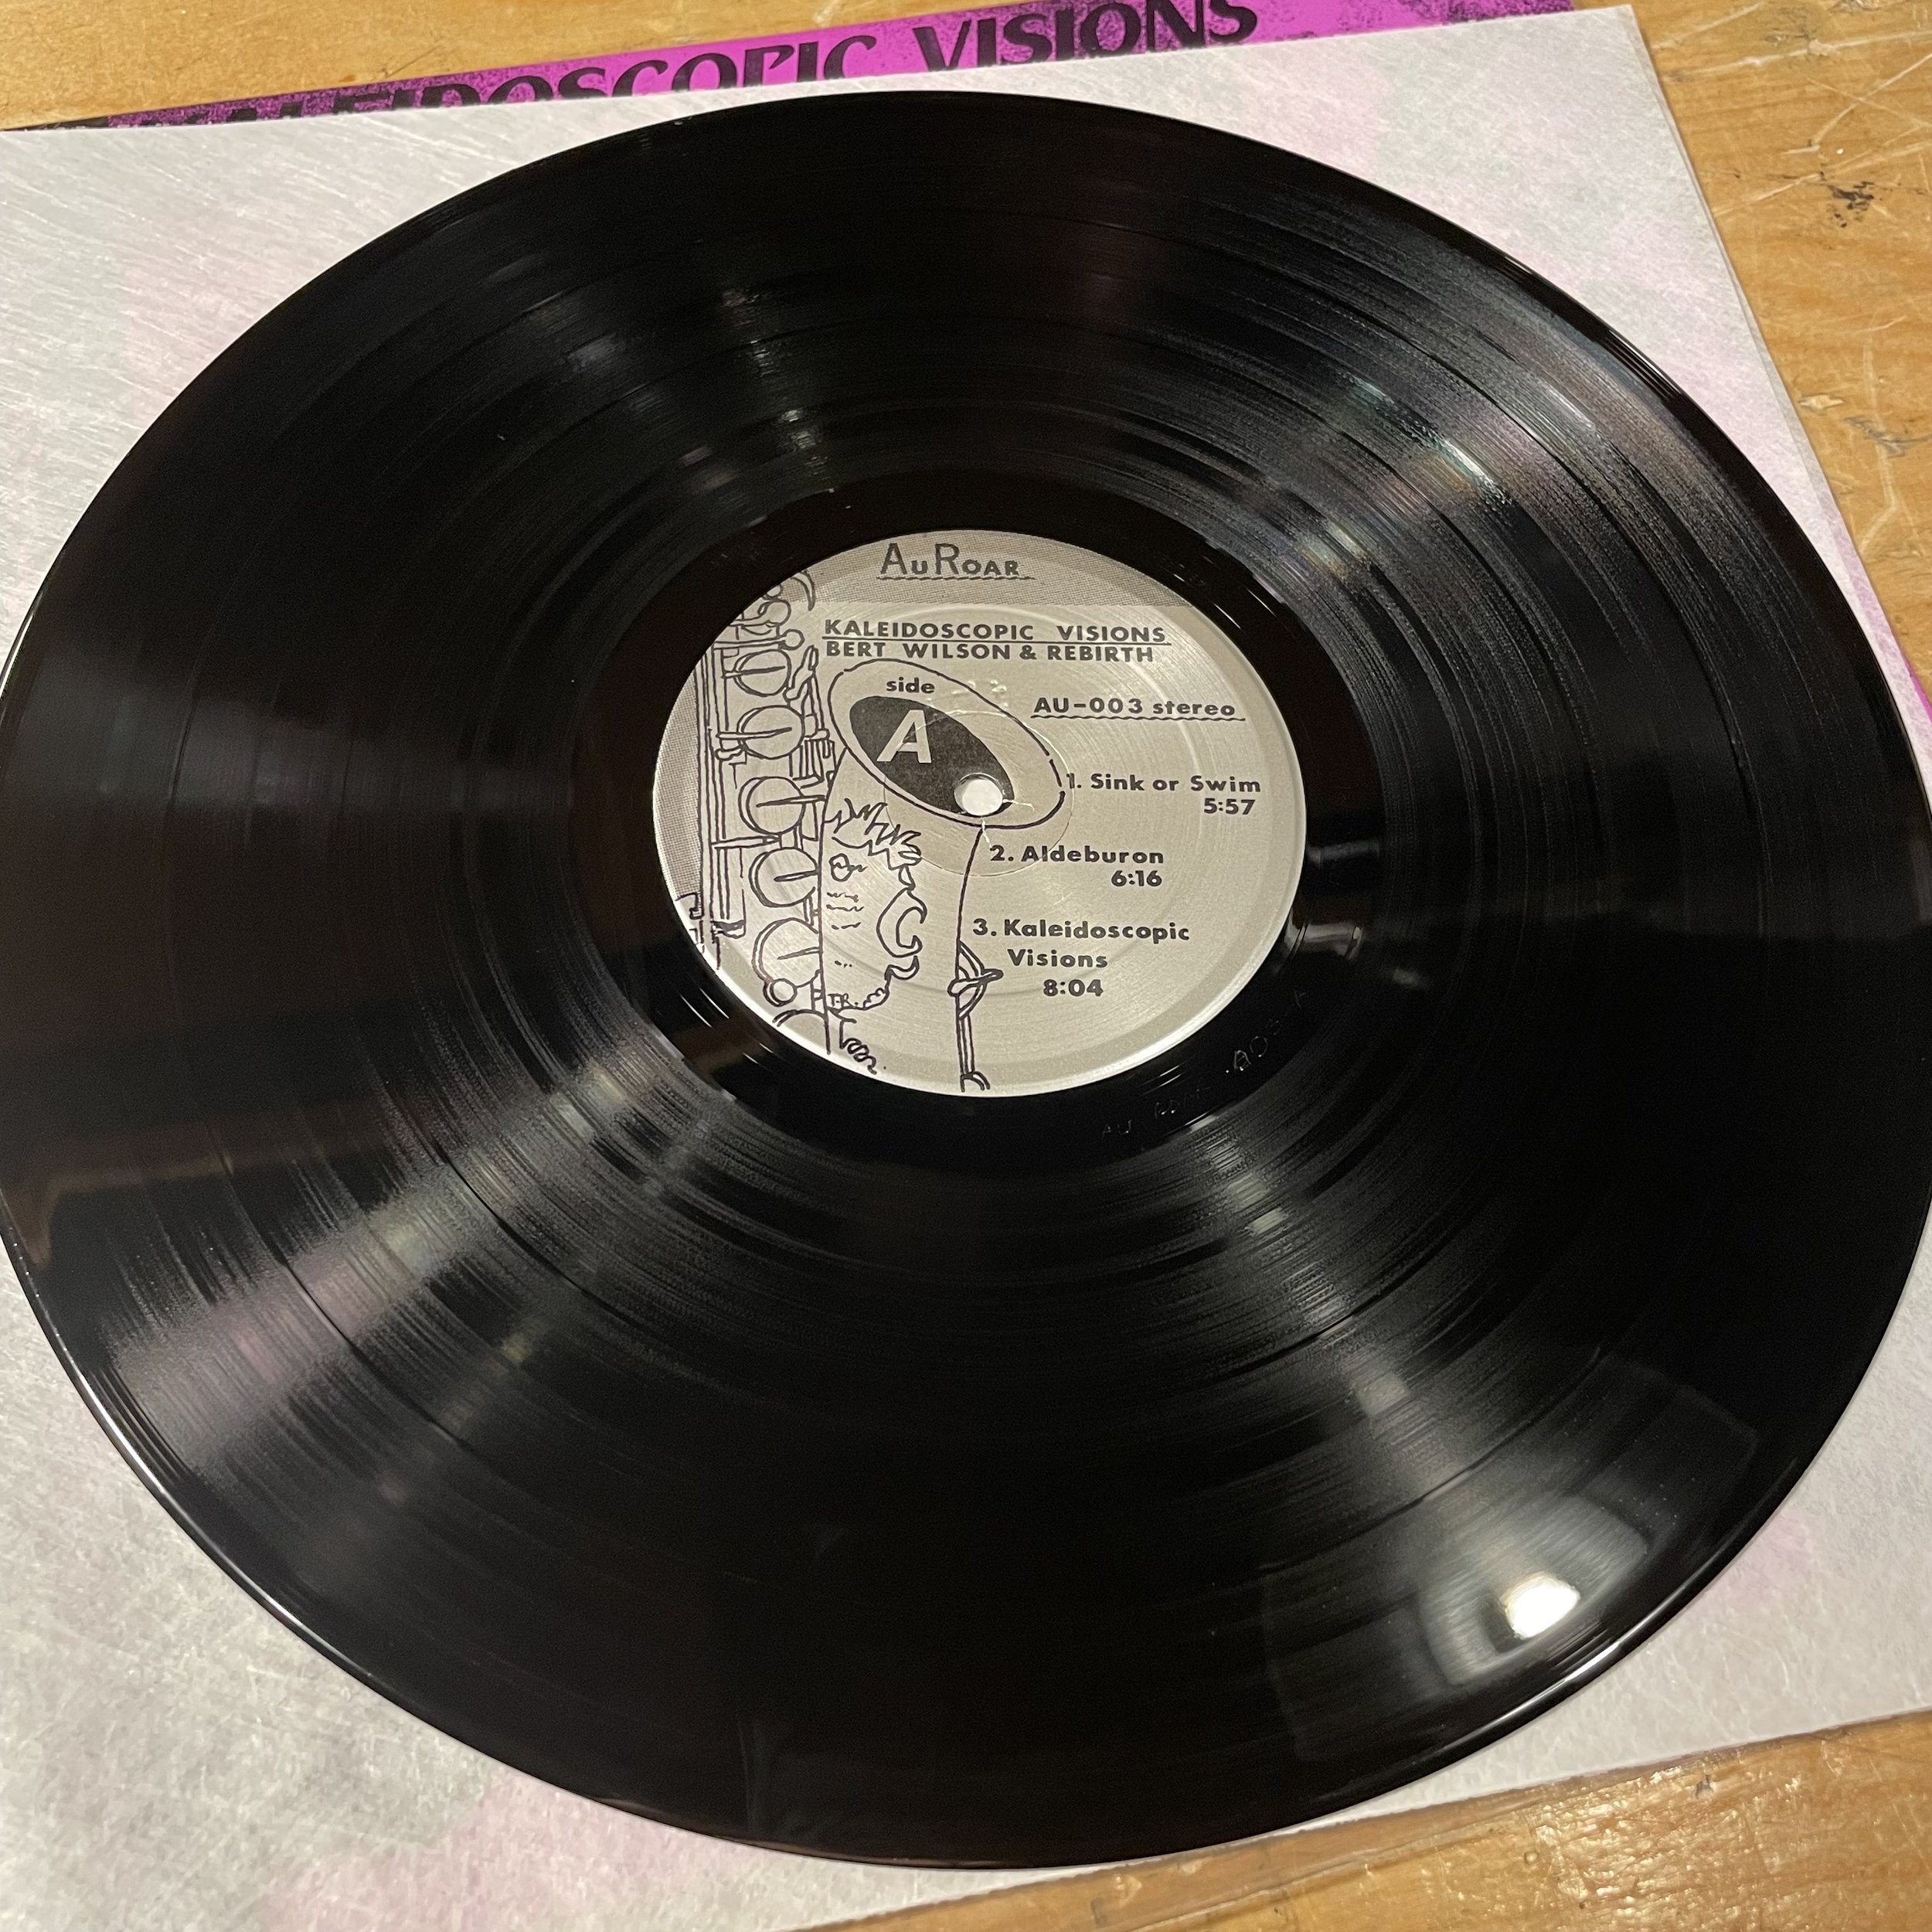 KALEIDOSCOPIC VISIONS
AuRoar
KALEIDOSCOPIC VISIONS
BERT WILSON & REBIRTH
side
A
AU-003 stereo
1. Sink or Swim
5:57
2. Aldeburon
6:16
3. Kaleidoscopic
Visions
8:04
T.R.